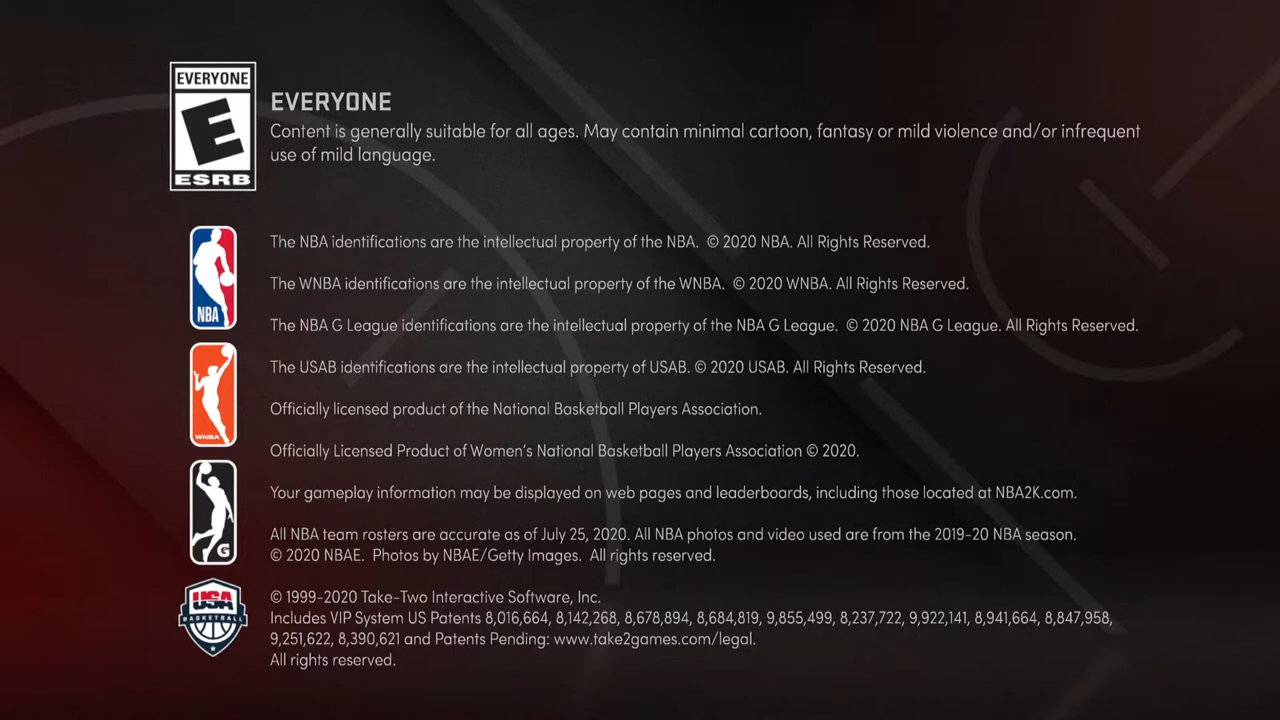 EVERYONE
E
ESRB
EVERYONE
Content is generally suitable for all ages. May contain minimal cartoon, fantasy or mild violence and/or infrequent
use of mild language.
NBA
The NBA identifications are the intellectual property of the NBA. © 2020 NBA. All Rights Reserved.
The WNBA identifications are the intellectual property of the WNBA. © 2020 WNBA. All Rights Reserved.
The NBA G League identifications are the intellectual property of the NBA G League. © 2020 NBA G League. All Rights Reserved.
WNBA
The USAB identifications are the intellectual property of USAB. © 2020 USAB. All Rights Reserved.
Officially licensed product of the National Basketball Players Association.
Officially Licensed Product of Women's National Basketball Players Association © 2020.
G
Your gameplay information may be displayed on web pages and leaderboards, including those located at NBA2K.com.
All NBA team rosters are accurate as of July 25, 2020. All NBA photos and video used are from the 2019-20 NBA season.
© 2020 NBAE. Photos by NBAE/Getty Images. All rights reserved.
USA
BASKETBALL
© 1999-2020 Take-Two Interactive Software, Inc.
Includes VIP System US Patents 8,016,664, 8,142,268, 8,678,894, 8,684,819, 9,855,499, 8,237,722, 9,922,141, 8,941,664, 8,847,958,
9,251,622, 8,390,621 and Patents Pending: www.take2games.com/legal.
All rights reserved.